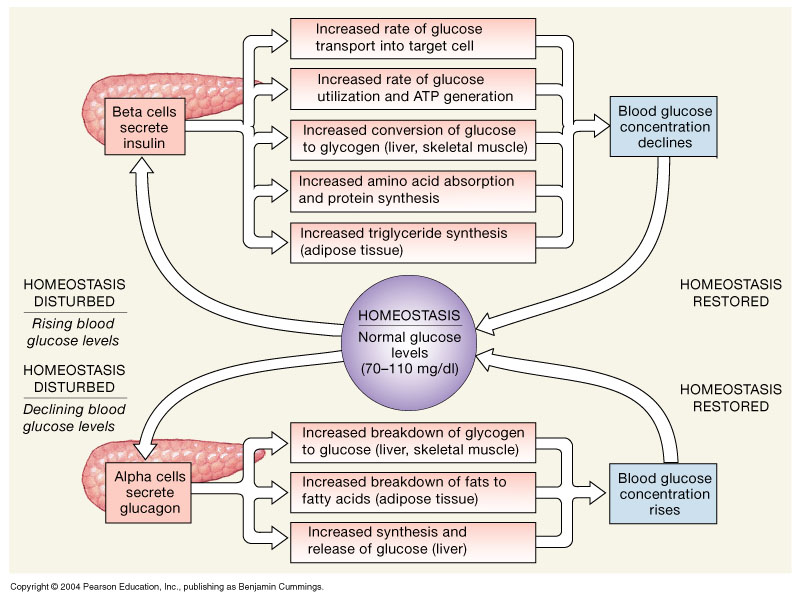 Increased rate of glucose
transport into target cell
Increased rate of glucose
utilization and ATP generation
Beta cells
secrete
insulin
Increased conversion of glucose
to glycogen (liver, skeletal muscle)
Blood glucose
concentration
declines
Increased amino acid absorption
and protein synthesis
Increased triglyceride synthesis
(adipose tissue)
HOMEOSTASIS
DISTURBED
Rising blood
glucose levels
HOMEOSTASIS
RESTORED
HOMEOSTASIS
Normal glucose
levels
(70–110 mg/dl)
HOMEOSTASIS
DISTURBED
Declining blood
glucose levels
HOMEOSTASIS
RESTORED
Increased breakdown of glycogen
to glucose (liver, skeletal muscle)
Alpha cells
secrete
glucagon
Increased breakdown of fats to
fatty acids (adipose tissue)
Blood glucose
concentration
rises
Increased synthesis and
release of glucose (liver)
Copyright © 2004 Pearson Education, Inc., publishing as Benjamin Cummings.